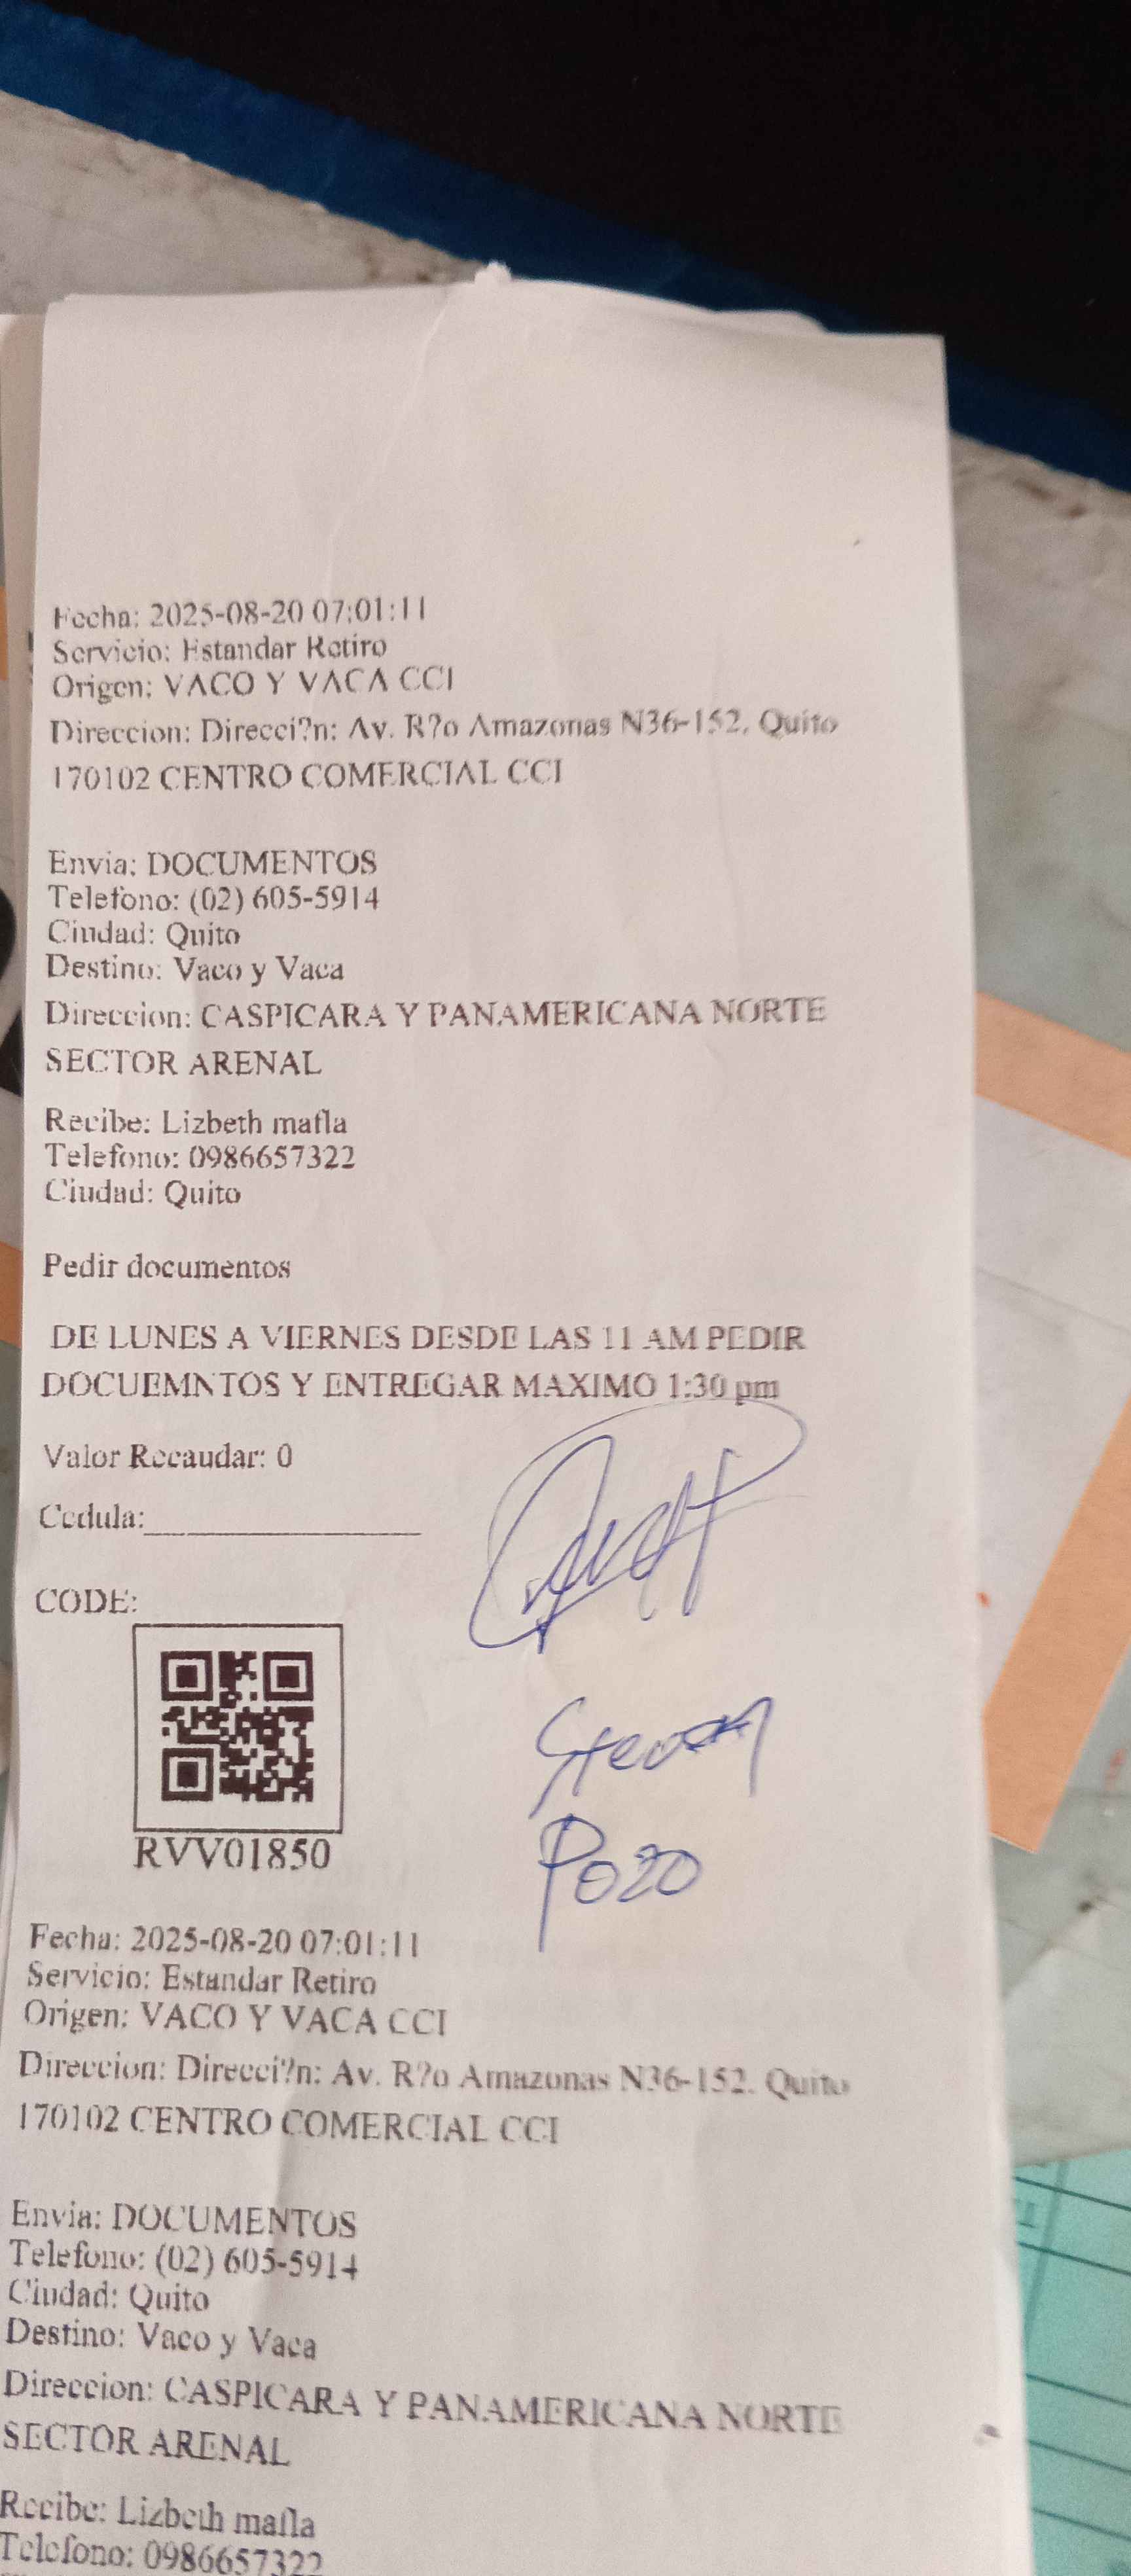 Fecha: 2025-08-20 07:01:11
Servicio: Estandar Retiro
Origen: VACO Y VACA CCI
Direccion: Direcci?n: Av. R?o Amazonas N36-152, Quito
170102 CENTRO COMERCIAL CCI
Envia: DOCUMENTOS
Telefono: (02) 605-5914
Ciudad: Quito
Destino: Vaco y Vaca
Direccion: CASPICARA Y PANAMERICANA NORTE
SECTOR ARENAL
Recibe: Lizbeth mafla
Telefono: 0986657322
Ciudad: Quito
Pedir documentos
DE LUNES A VIERNES DESDE LAS 11 AM PEDIR
DOCUEMNTOS Y ENTREGAR MAXIMO 1:30 pm
Valor Recaudar: 0
Cedula:
CODE:
Pozo
RVV01850
Fecha: 2025-08-20 07:01:11
Servicio: Estandar Retiro
Origen: VACO Y VACA CCI
Direccion: Direcci?n: Av. R?o Amazonas N36-152. Quito
170102 CENTRO COMERCIAL CCI
Envia: DOCUMENTOS
Telefono: (02) 605-5914
Ciudad: Quito
Destino: Vaco y Vaca
Direccion: CASPICARA Y PANAMERICANA NORTE
SECTOR ARENAL
Recibe: Lizbeth mafla
Telefono: 0986657322